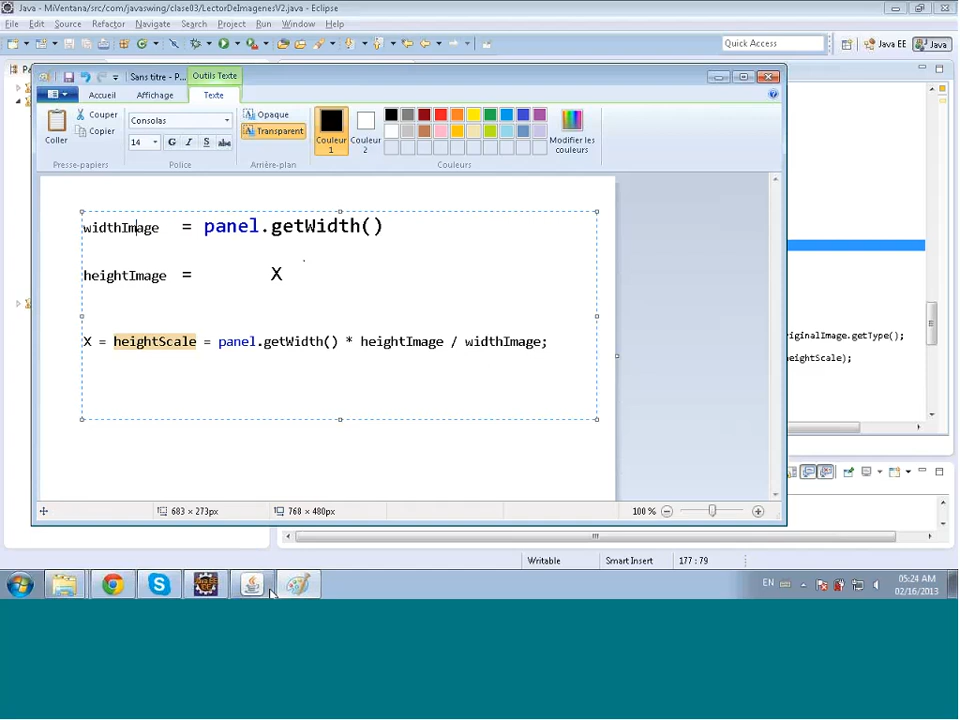 Java - MiVentana/src/com/javaswing/clase03/LectorDeImagenesV2.java - Eclipse
File Edit Source Refactor Navigate Search Project Run Window Help
Quick Access
Java EE
Java
Sans titre - P...
Outils Texte
Accueil
Affichage
Texte
Coller
Couper
Copier
Presse-papiers
Consolas
14
G I S abc
Police
Opaque
Transparent
Arrière-plan
Couleur 1
Couleur 2
Modifier les couleurs
Couleurs
widthImage = panel.getWidth()
heightImage = X
X = heightScale = panel.getWidth() * heightImage / widthImage;
riginalImage.getType();
heightScale);
683 × 273px
768 × 480px
100 %
Writable
Smart Insert
177 : 79
EN
05:24 AM
02/16/2013